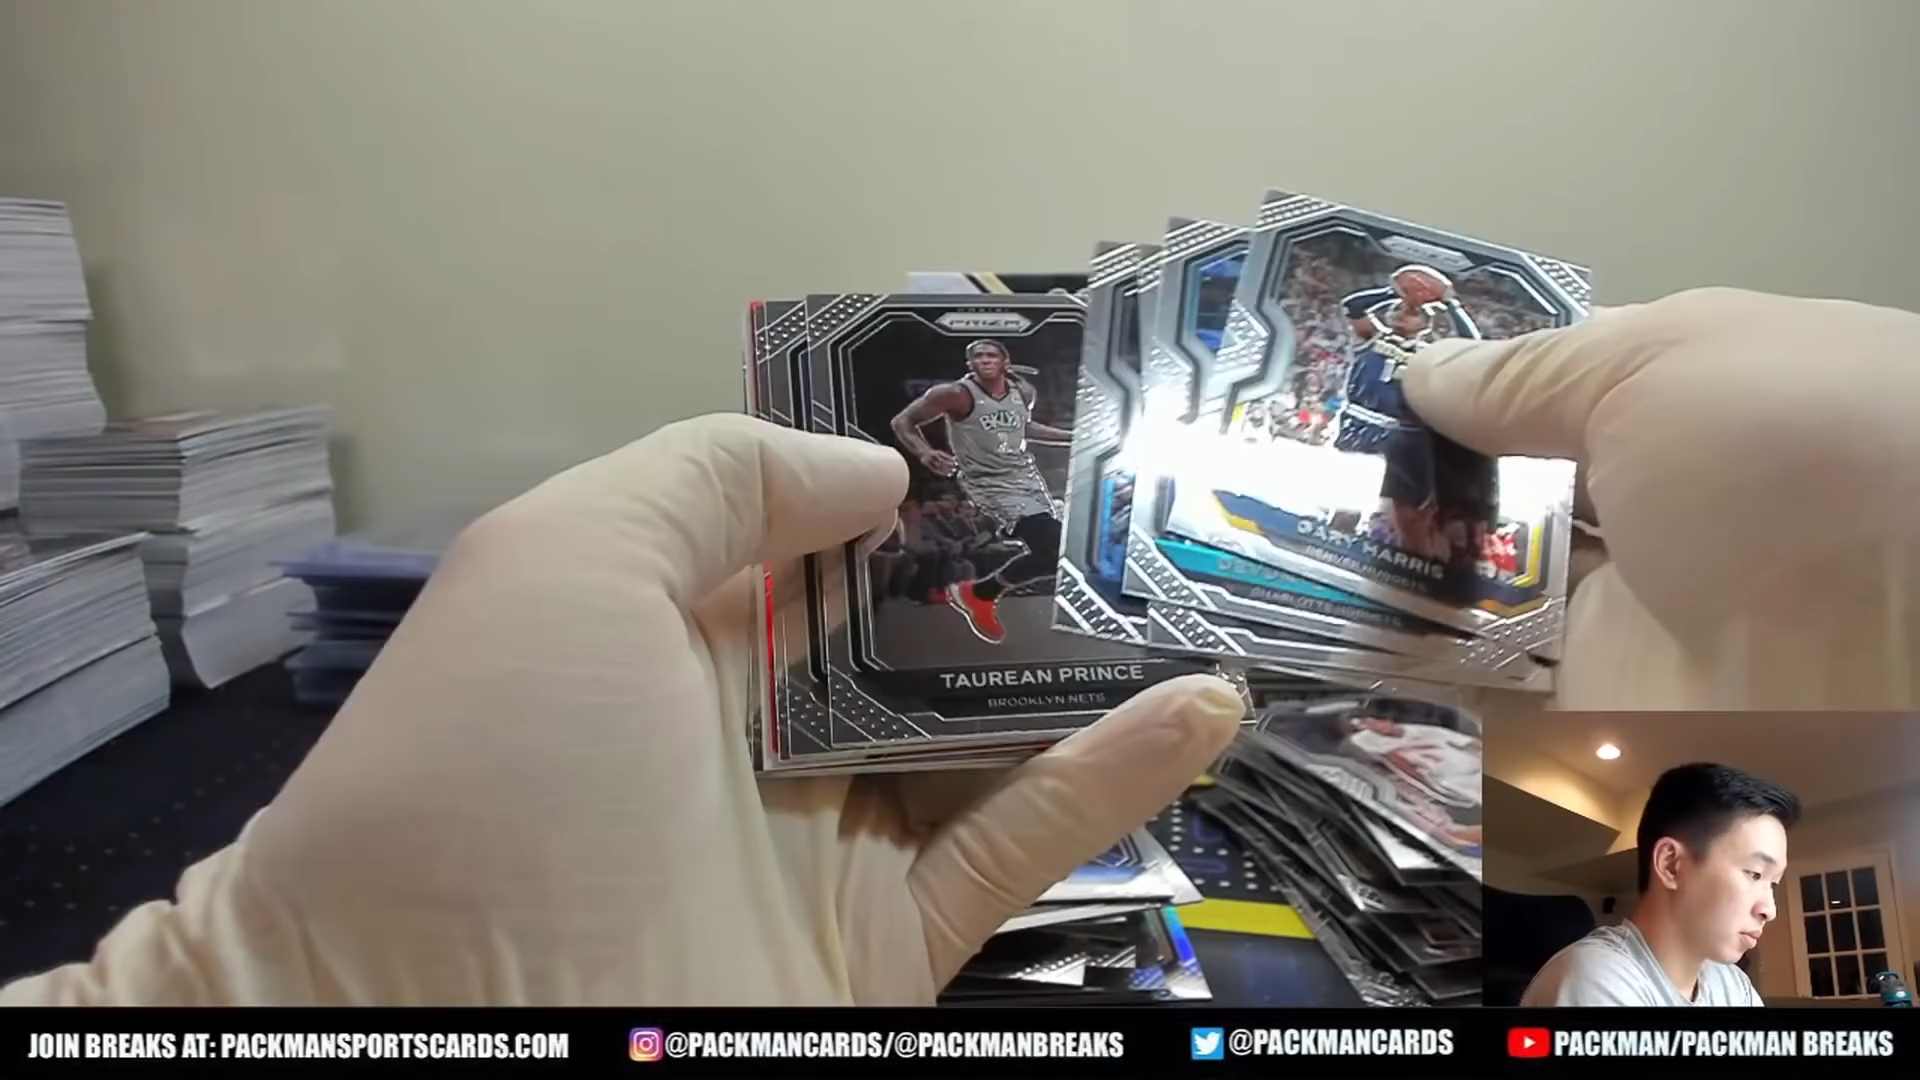 PRIZM
TAUREAN PRINCE
BROOKLYN NETS
BKLYN
GARY HARRIS
DENVER NUGGETS
CHARLOTTE HORNETS
JOIN BREAKS AT: PACKMANSPORTSCARDS.COM
@PACKMANCARDS/@PACKMANBREAKS
@PACKMANCARDS
PACKMAN/PACKMAN BREAKS